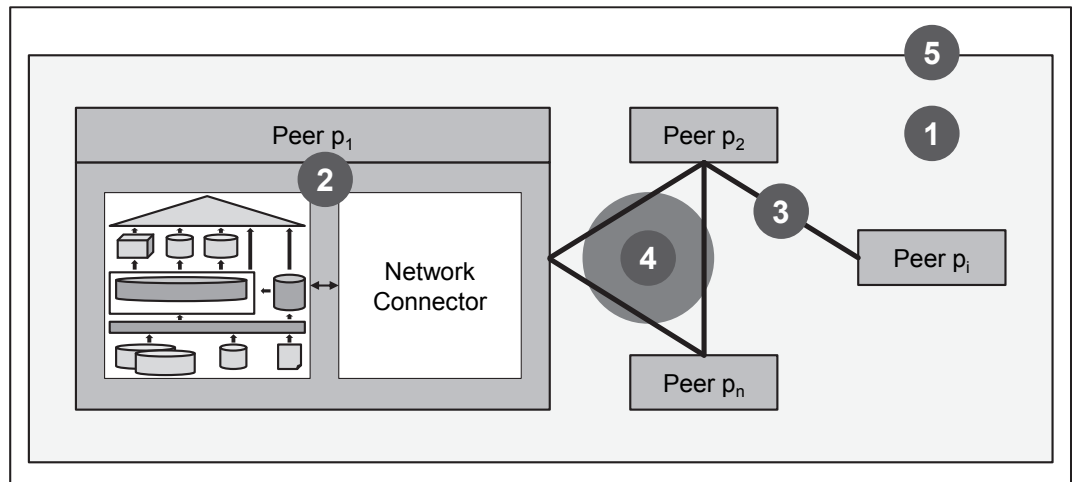 5
1
Peer p₁
Peer p₂
2
3
4
Network
Connector
Peer pᵢ
Peer pₙ